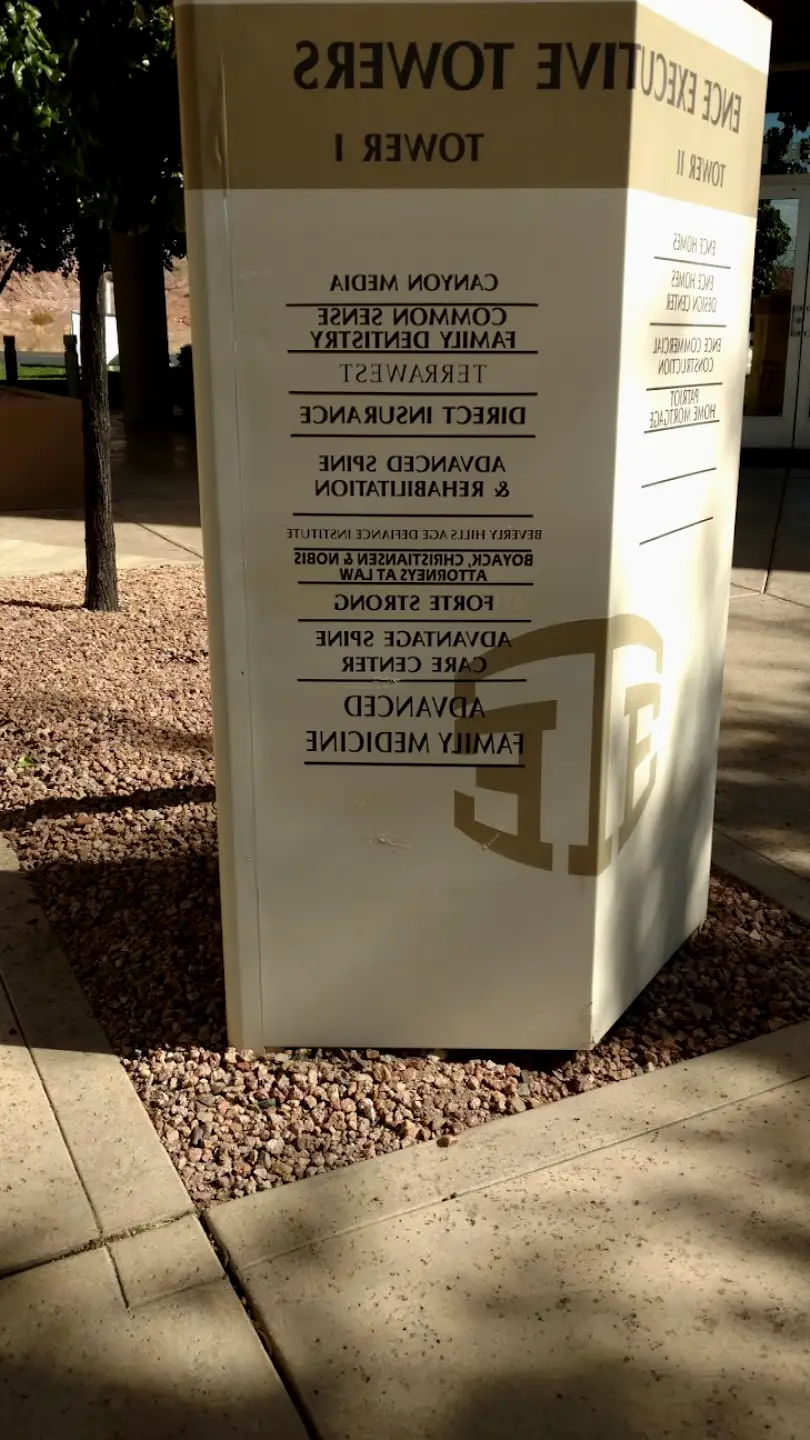 ENCE EXECUTIVE TOWERS
TOWER I
CANYON MEDIA
COMMON SENSE
FAMILY DENTISTRY
TERRAWEST
DIRECT INSURANCE
ADVANCED SPINE
& REHABILITATION
BEVERLY HILLS AGE DEFIANCE INSTITUTE
BOYACK, CHRISTIANSEN & NOBIS
ATTORNEYS AT LAW
FORTE STRONG
ADVANTAGE SPINE
CARE CENTER
ADVANCED
FAMILY MEDICINE
TOWER II
ENCE HOMES
ENCE HOMES
DESIGN CENTER
ENCE COMMERCIAL
CONSTRUCTION
PATRIOT
HOME MORTGAGE